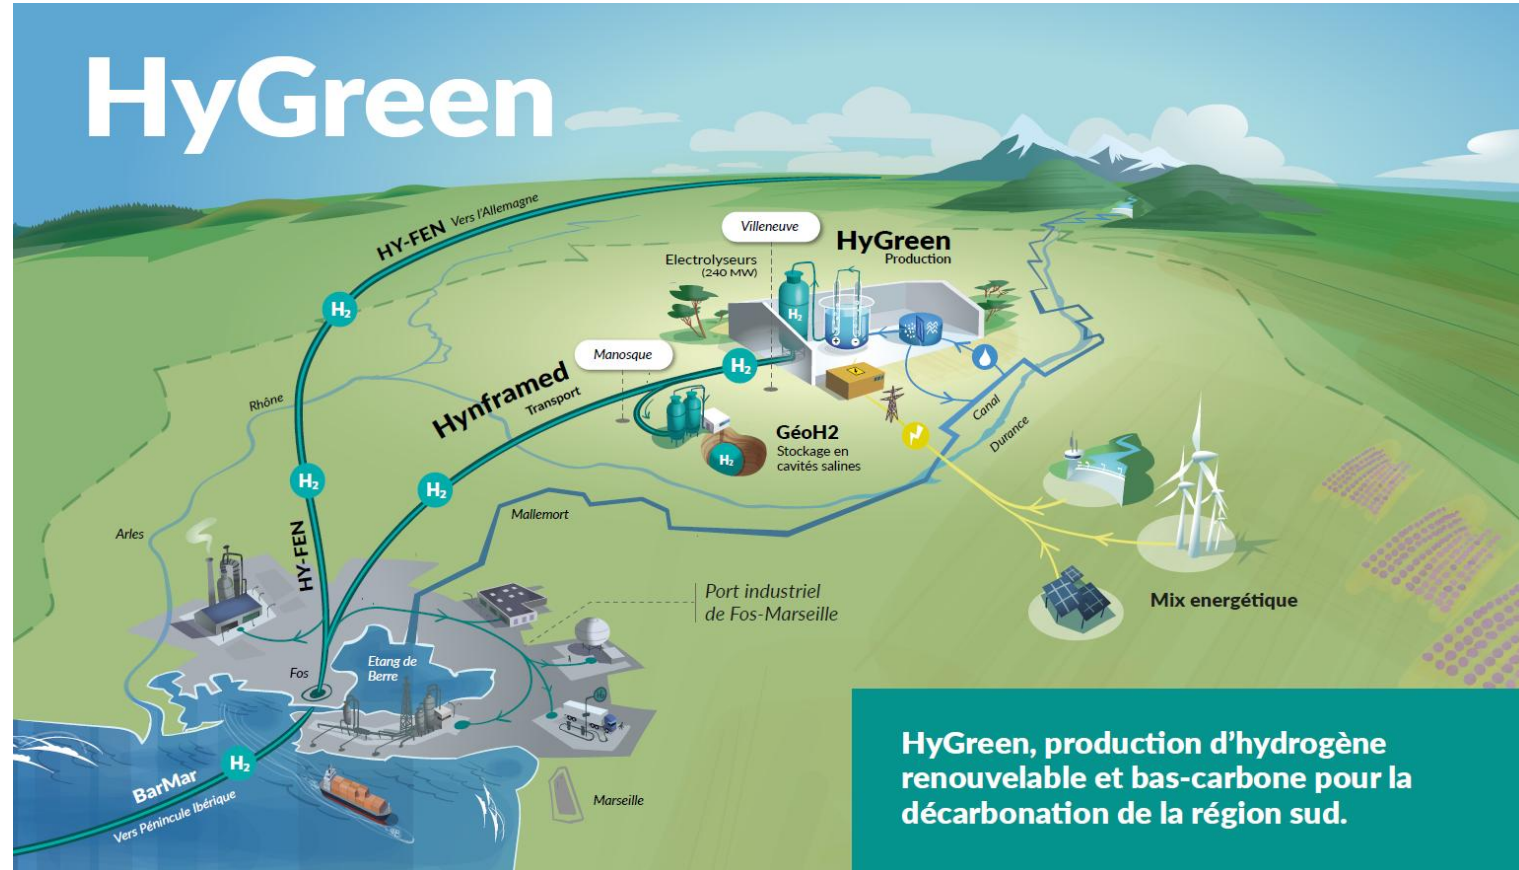 HyGreen
HY-FEN Vers l'Allemagne
Villeneuve
HyGreen
Production
Electrolyseurs
(240 MW)
H₂
H₂
+ -
Manosque
H₂
Hynframed
Transport
Rhône
GéoH2
Stockage en
cavités salines
H₂
Canal
Durance
H₂
H₂
Mallemort
Arles
HY-FEN
Port industriel
de Fos-Marseille
Mix energétique
Etang de
Berre
Fos
HyGreen, production d'hydrogène
renouvelable et bas-carbone pour la
décarbonation de la région sud.
H₂
BarMar
Vers Pénincule Ibérique
Marseille